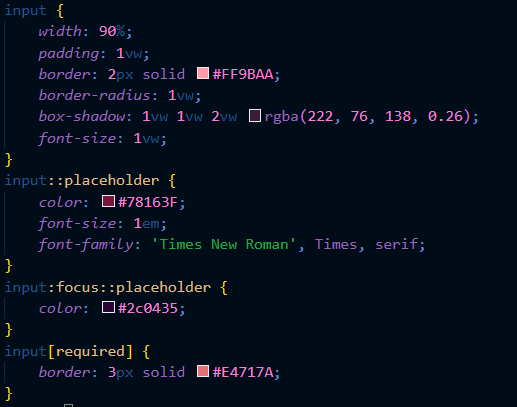 input {
width: 90%;
padding: 1vw;
border: 2px solid #FF9BAA;
border-radius: 1vw;
box-shadow: 1vw 1vw 2vw rgba(222, 76, 138, 0.26);
font-size: 1vw;
}
input::placeholder {
color: #78163F;
font-size: 1em;
font-family: 'Times New Roman', Times, serif;
}
input:focus::placeholder {
color: #2c0435;
}
input[required] {
border: 3px solid #E4717A;
}